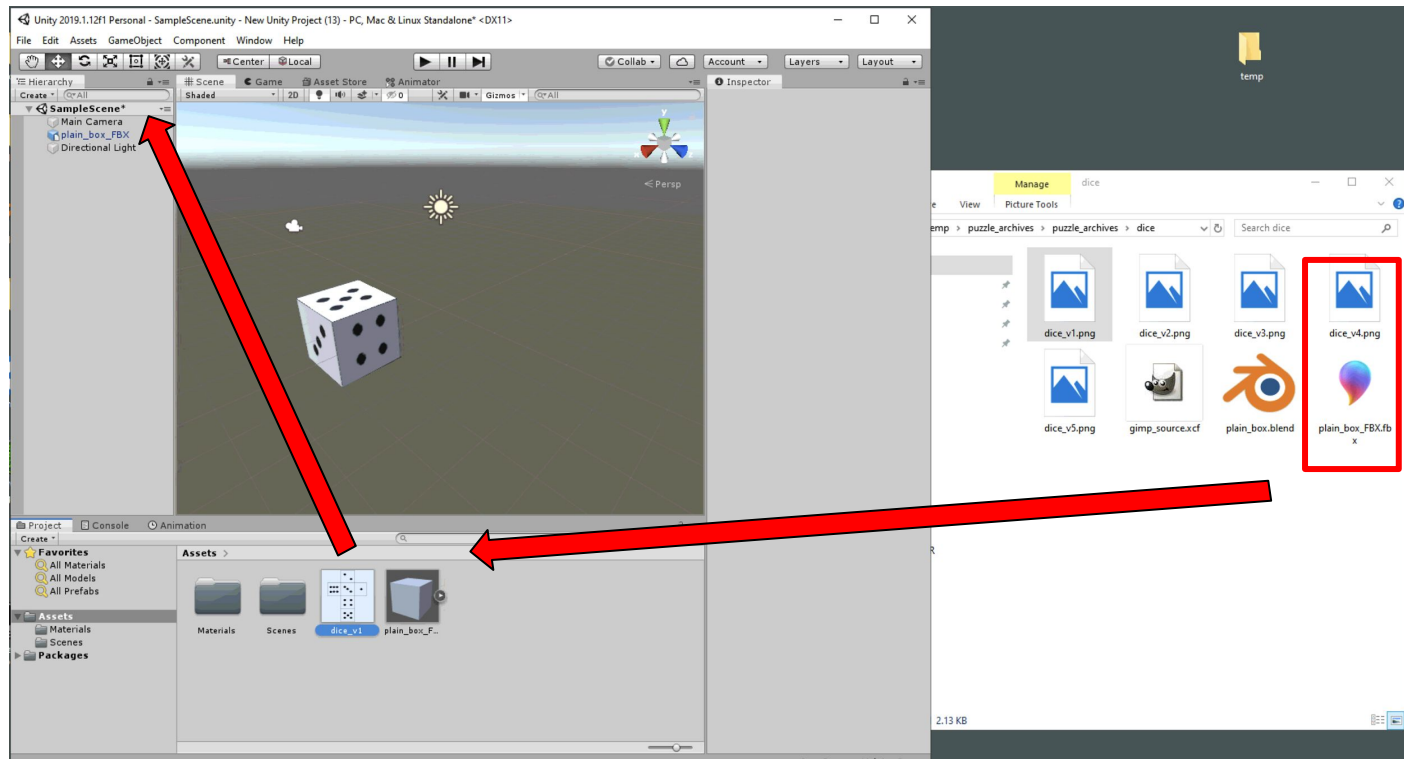 Unity 2019.1.12f1 Personal - SampleScene.unity - New Unity Project (13) - PC, Mac & Linux Standalone* <DX11>
File Edit Assets GameObject Component Window Help
Center Local Collab Account Layers Layout
Hierarchy
Create All
SampleScene*
Main Camera
plain_box_FBX
Directional Light
Scene Game Asset Store Animator
Shaded 2D 0 Gizmos All
y
Persp
Inspector
Project Console Animation
Create
Favorites
All Materials
All Models
All Prefabs
Assets
Materials
Scenes
Packages
Assets >
Materials Scenes dice_v1 plain_box_F...
temp
Manage dice
View Picture Tools
emp > puzzle_archives > puzzle_archives > dice Search dice
dice_v1.png dice_v2.png dice_v3.png dice_v4.png
dice_v5.png gimp_source.xcf plain_box.blend plain_box_FBX.fb
x
2.13 KB